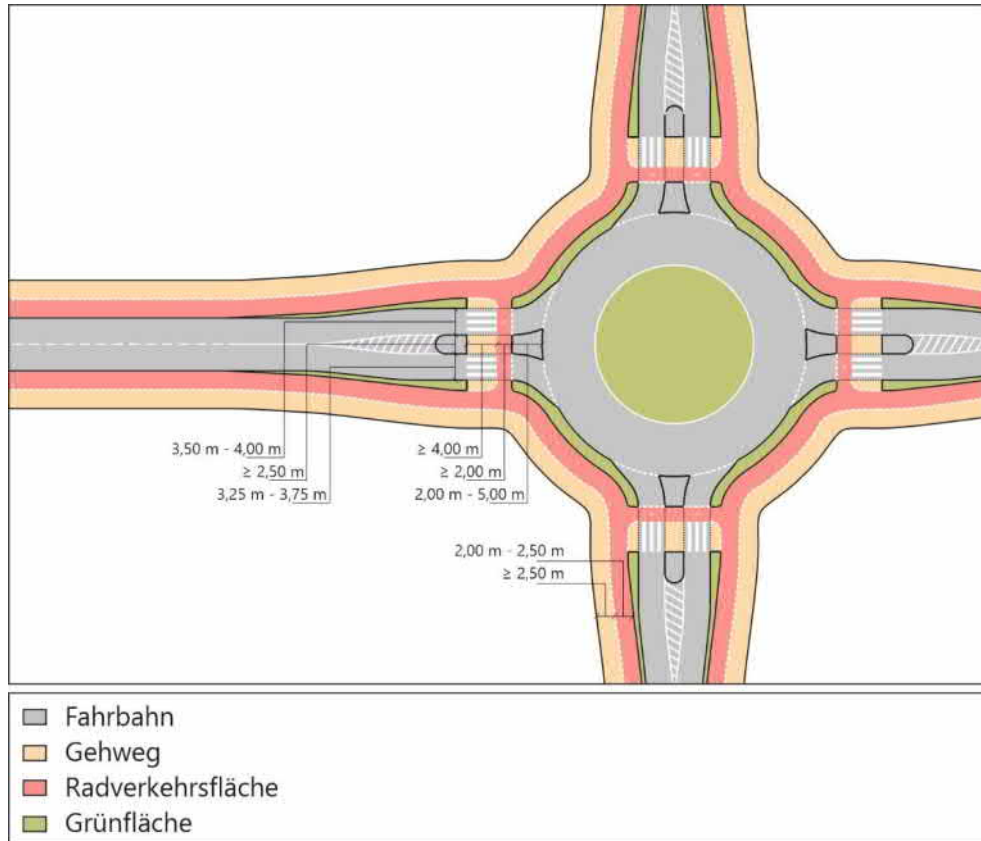 3,50 m - 4,00 m
≥ 2,50 m
3,25 m - 3,75 m
≥ 4,00 m
≥ 2,00 m
2,00 m - 5,00 m
2,00 m - 2,50 m
≥ 2,50 m
Fahrbahn
Gehweg
Radverkehrsfläche
Grünfläche